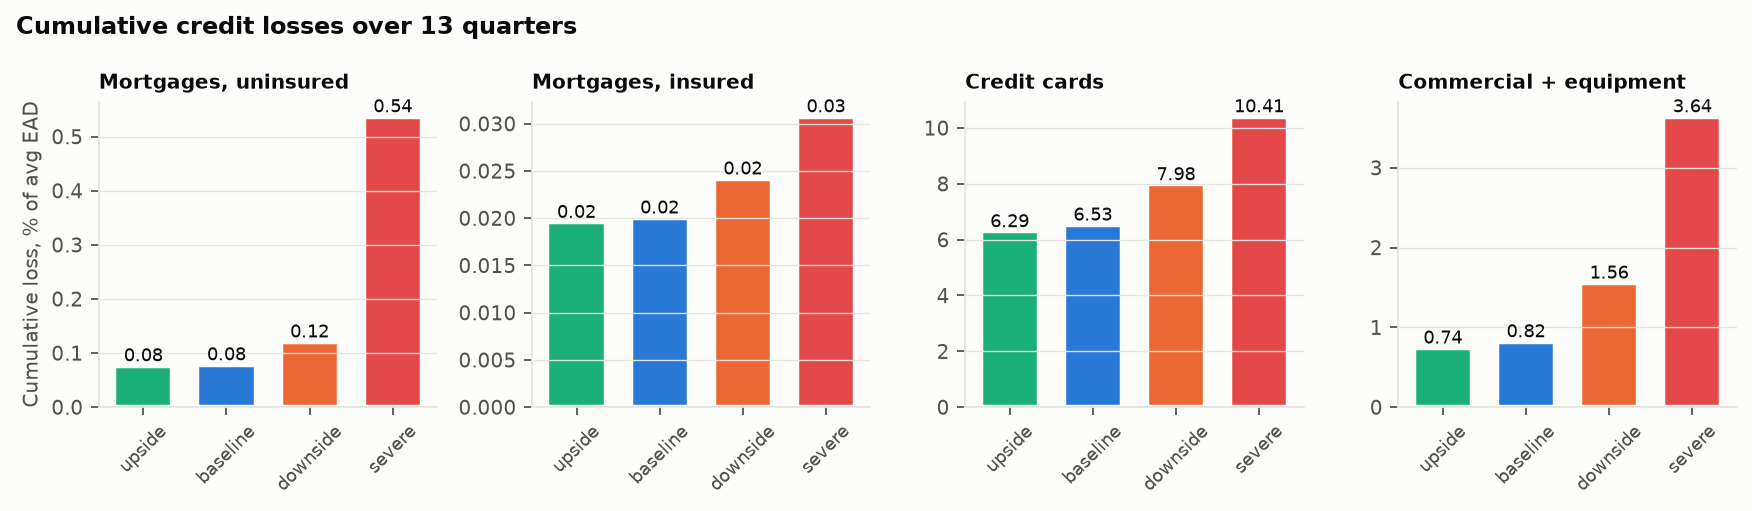 Cumulative credit losses over 13 quarters
Mortgages, uninsured
Cumulative loss, % of avg EAD
0.5
0.4
0.3
0.2
0.1
0.0
0.08
0.08
0.12
0.54
upside
baseline
downside
severe
Mortgages, insured
0.030
0.025
0.020
0.015
0.010
0.005
0.000
0.02
0.02
0.02
0.03
upside
baseline
downside
severe
Credit cards
10
8
6
4
2
0
6.29
6.53
7.98
10.41
upside
baseline
downside
severe
Commercial + equipment
3
2
1
0
0.74
0.82
1.56
3.64
upside
baseline
downside
severe